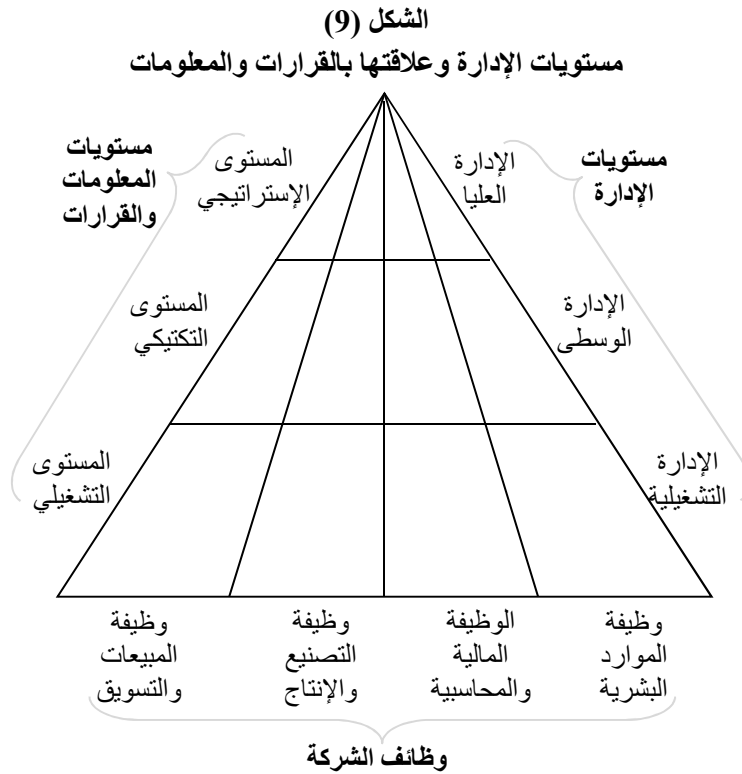 الشكل (9)
مستويات الإدارة وعلاقتها بالقرارات والمعلومات
مستويات
الإدارة
الإدارة
العليا
المستوى
الإستراتيجي
مستويات
المعلومات
والقرارات
الإدارة
الوسطى
المستوى
التكتيكي
الإدارة
التشغيلية
المستوى
التشغيلي
وظيفة
الموارد
البشرية
الوظيفة
المالية
والمحاسبية
وظيفة
التصنيع
والإنتاج
وظيفة
المبيعات
والتسويق
وظائف الشركة